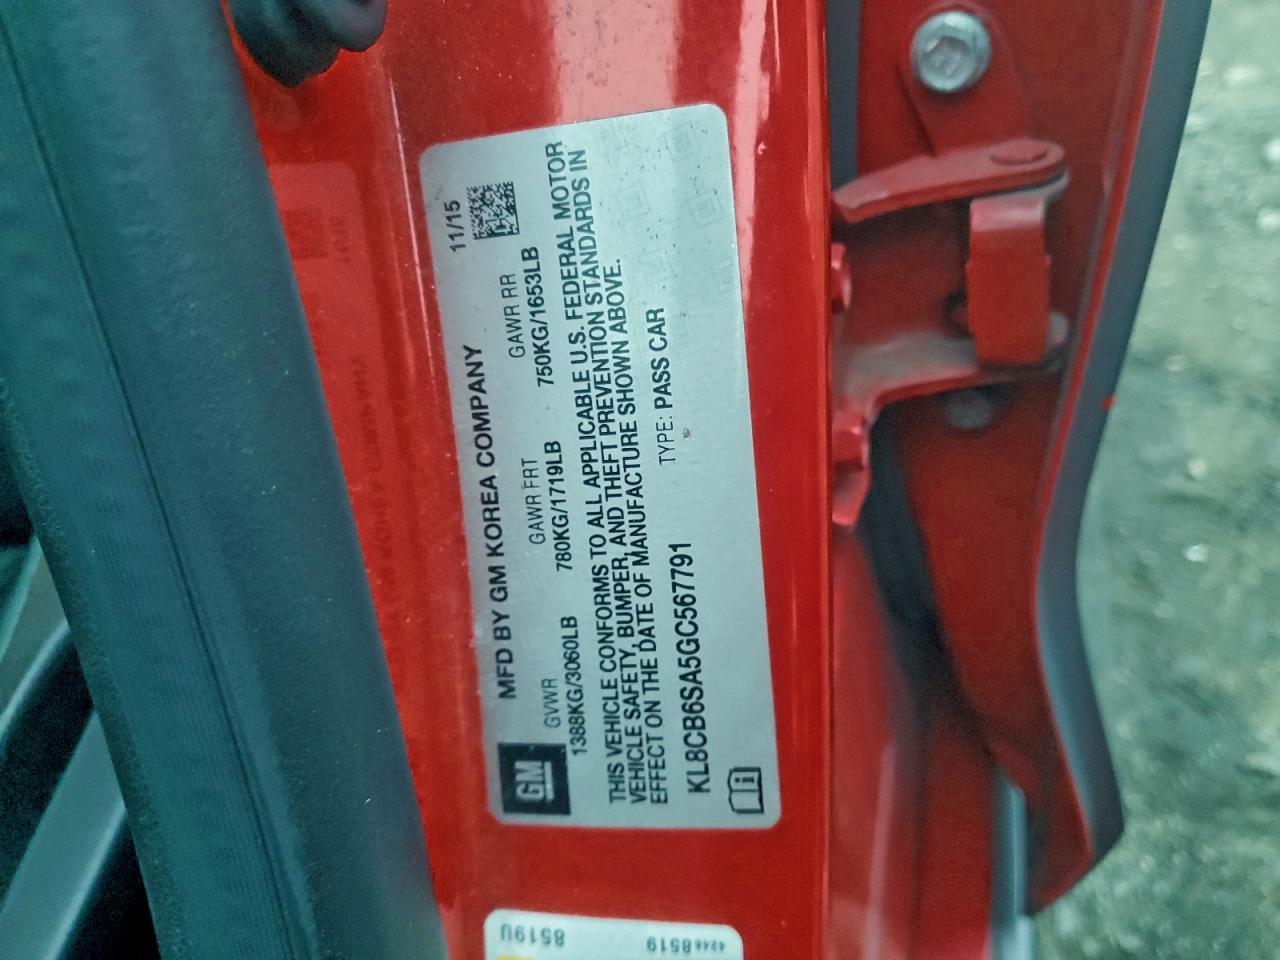 GM
MFD BY GM KOREA COMPANY
11/15
GVWR GAWR FRT GAWR RR
1388KG/3060LB 780KG/1719LB 750KG/1653LB
THIS VEHICLE CONFORMS TO ALL APPLICABLE U.S. FEDERAL MOTOR
VEHICLE SAFETY, BUMPER, AND THEFT PREVENTION STANDARDS IN
EFFECT ON THE DATE OF MANUFACTURE SHOWN ABOVE.
KL8CB6SA5GC567791 TYPE: PASS CAR
8519U
42468519